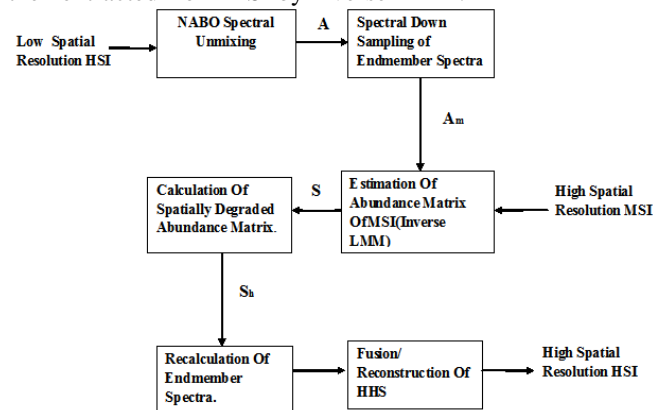 NABO Spectral
Unmixing
A
Spectral Down
Sampling of
Endmember Spectra
Low Spatial
Resolution HSI
Am
Calculation Of
Spatially Degraded
Abundance Matrix.
S
Estimation Of
Abundance Matrix
OfMSI(Inverse
LMM)
High Spatial
Resolution MSI
Sh
Recalculation Of
Endmember
Spectra.
Fusion/
Reconstruction Of
HHS
High Spatial
Resolution HSI